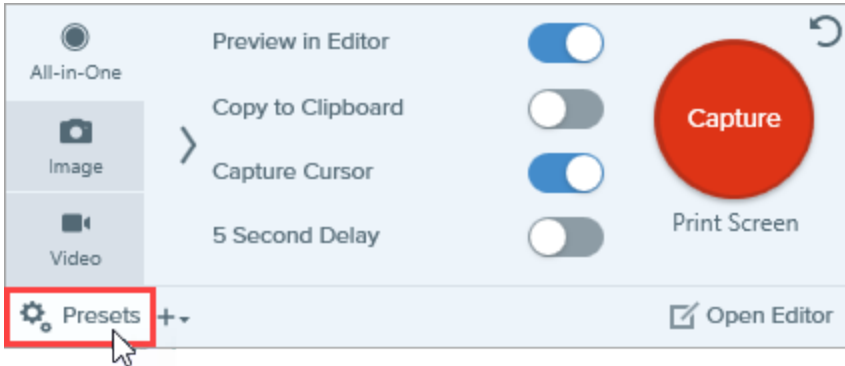 All-in-One
Image
Video
Preview in Editor
Copy to Clipboard
Capture Cursor
5 Second Delay
Capture
Print Screen
Presets
Open Editor